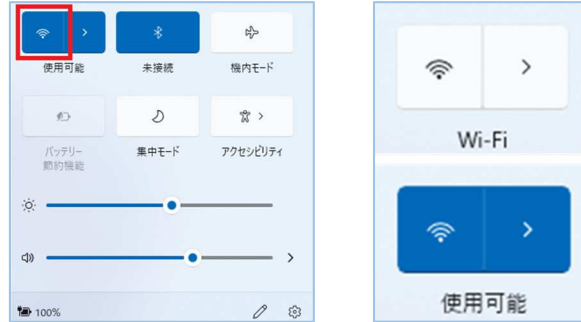 使用可能
未接続
機内モード
バッテリー
節約機能
集中モード
アクセシビリティ
100%
Wi-Fi
使用可能